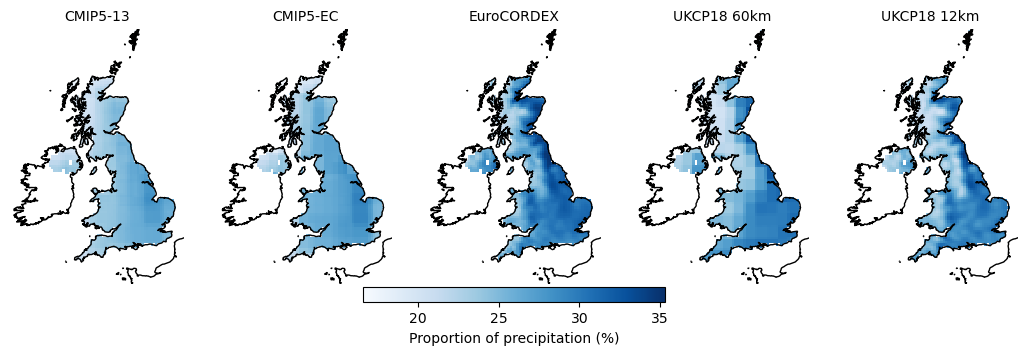 CMIP5-13
CMIP5-EC
EuroCORDEX
UKCP18 60km
UKCP18 12km
20 25 30 35
Proportion of precipitation (%)